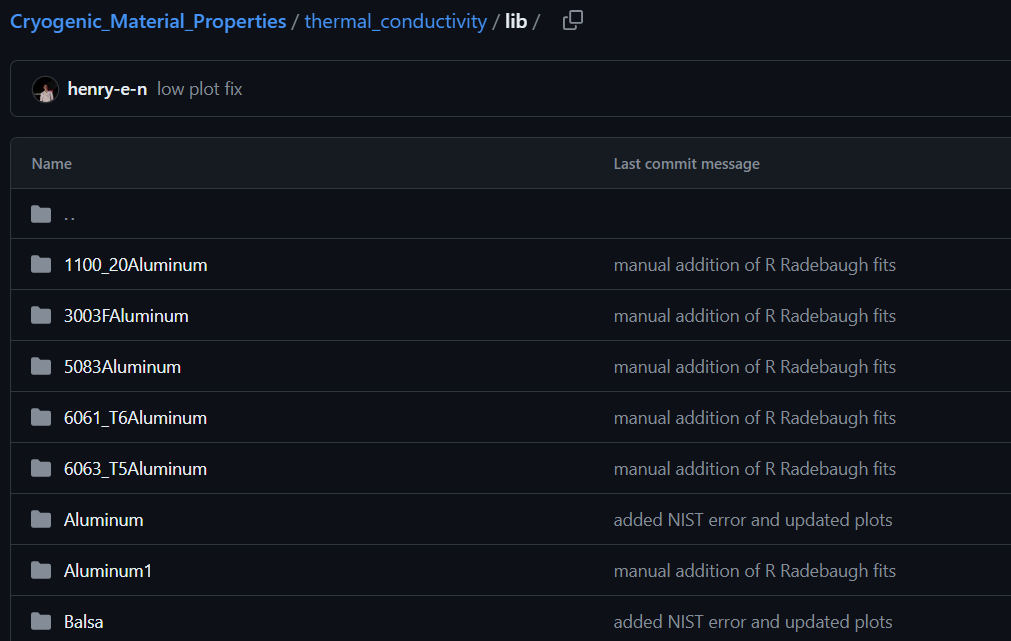 Cryogenic_Material_Properties / thermal_conductivity / lib /
henry-e-n low plot fix
Name Last commit message
..
1100_20Aluminum manual addition of R Radebaugh fits
3003FAluminum manual addition of R Radebaugh fits
5083Aluminum manual addition of R Radebaugh fits
6061_T6Aluminum manual addition of R Radebaugh fits
6063_T5Aluminum manual addition of R Radebaugh fits
Aluminum added NIST error and updated plots
Aluminum1 manual addition of R Radebaugh fits
Balsa added NIST error and updated plots